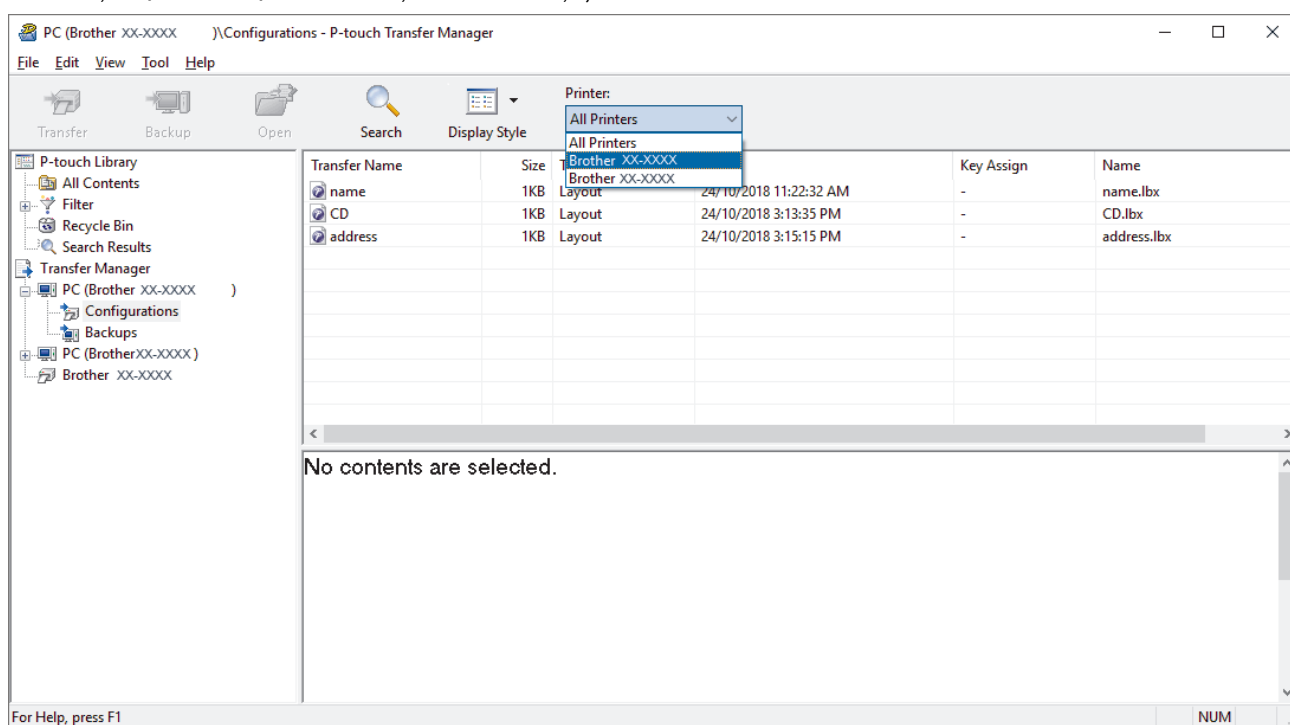 PC (Brother XX-XXXX )\Configurations - P-touch Transfer Manager
File Edit View Tool Help
Transfer Backup Open Search Display Style
Printer:
All Printers
All Printers
Brother XX-XXXX
Brother XX-XXXX
P-touch Library
All Contents
Filter
Recycle Bin
Search Results
Transfer Manager
PC (Brother XX-XXXX )
Configurations
Backups
PC (BrotherXX-XXXX)
Brother XX-XXXX
Transfer Name Size Key Assign Name
name 1KB Layout 24/10/2018 11:22:32 AM - name.lbx
CD 1KB Layout 24/10/2018 3:13:35 PM - CD.lbx
address 1KB Layout 24/10/2018 3:15:15 PM - address.lbx
No contents are selected.
For Help, press F1
NUM